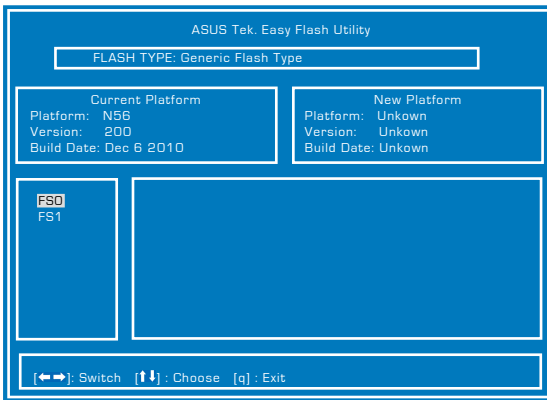 ASUS Tek. Easy Flash Utility
FLASH TYPE: Generic Flash Type
Current Platform
Platform: N56
Version: 200
Build Date: Dec 6 2010
New Platform
Platform: Unkown
Version: Unkown
Build Date: Unkown
FS0
FS1
[←→]: Switch [↑↓] : Choose [q] : Exit